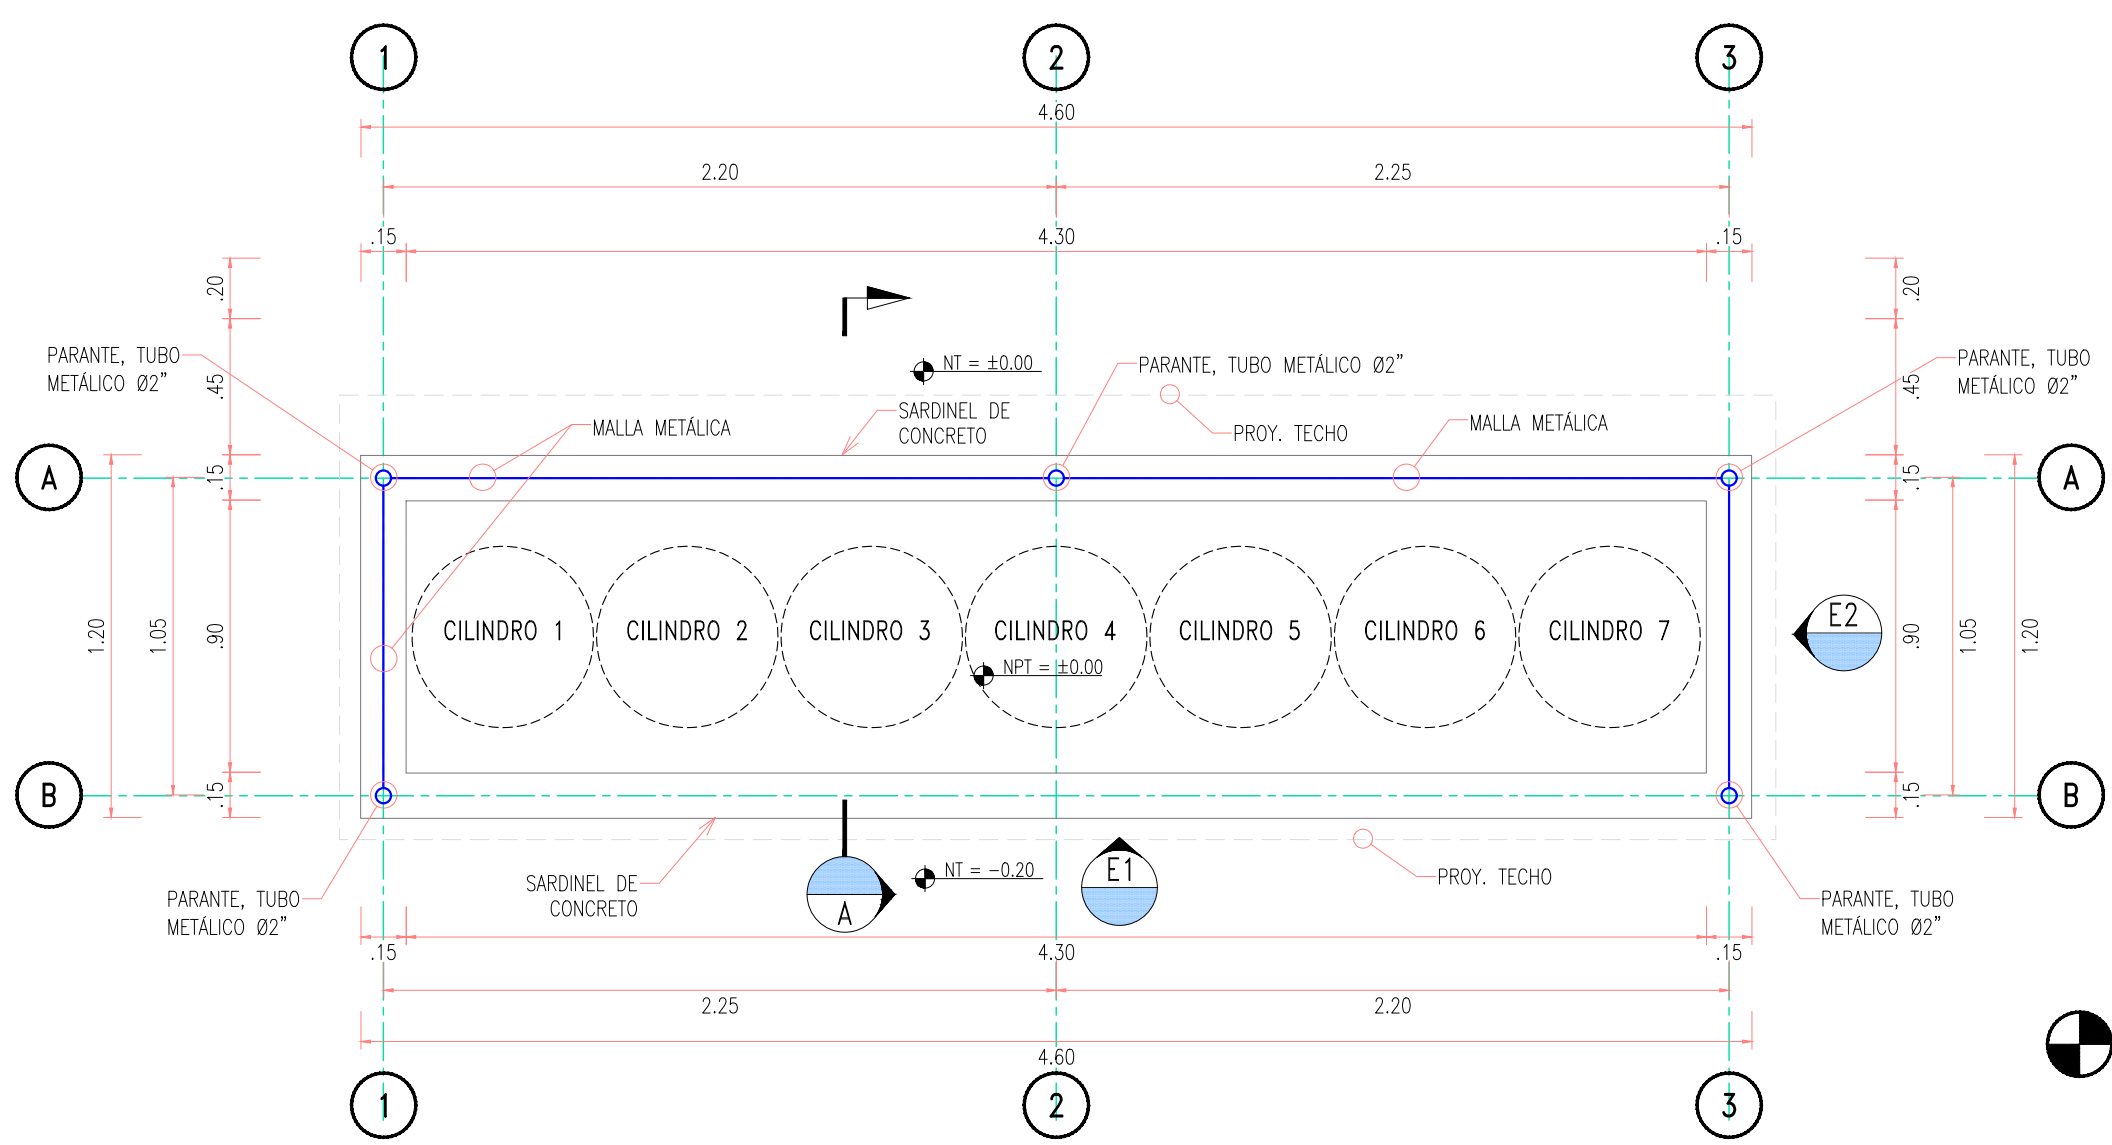 1
2
3
4.60
2.20
2.25
.15
4.30
.15
.20
.20
PARANTE, TUBO
METÁLICO Ø2”
.45
NT = ±0.00
PARANTE, TUBO METÁLICO Ø2”
PARANTE, TUBO
METÁLICO Ø2”
.45
MALLA METÁLICA
SARDINEL DE
CONCRETO
PROY. TECHO
MALLA METÁLICA
A
.15
.15
A
1.20
1.05
.90
CILINDRO 1
CILINDRO 2
CILINDRO 3
CILINDRO 4
CILINDRO 5
CILINDRO 6
CILINDRO 7
NPT = ±0.00
E2
.90
1.05
1.20
B
.15
.15
B
PARANTE, TUBO
METÁLICO Ø2”
SARDINEL DE
CONCRETO
A
NT = −0.20
E1
PROY. TECHO
PARANTE, TUBO
METÁLICO Ø2”
.15
4.30
.15
2.25
2.20
4.60
1
2
3